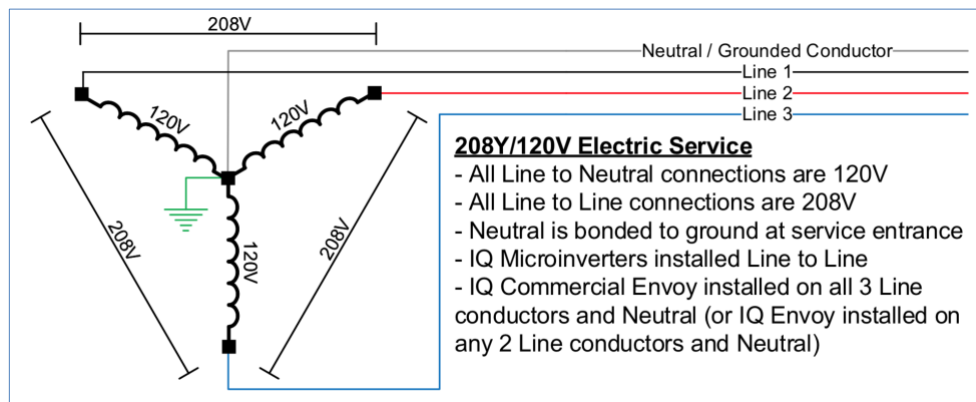 208V
Neutral / Grounded Conductor
Line 1
Line 2
Line 3
120V
120V
208V
120V
208V
208Y/120V Electric Service
- All Line to Neutral connections are 120V
- All Line to Line connections are 208V
- Neutral is bonded to ground at service entrance
- IQ Microinverters installed Line to Line
- IQ Commercial Envoy installed on all 3 Line
conductors and Neutral (or IQ Envoy installed on
any 2 Line conductors and Neutral)